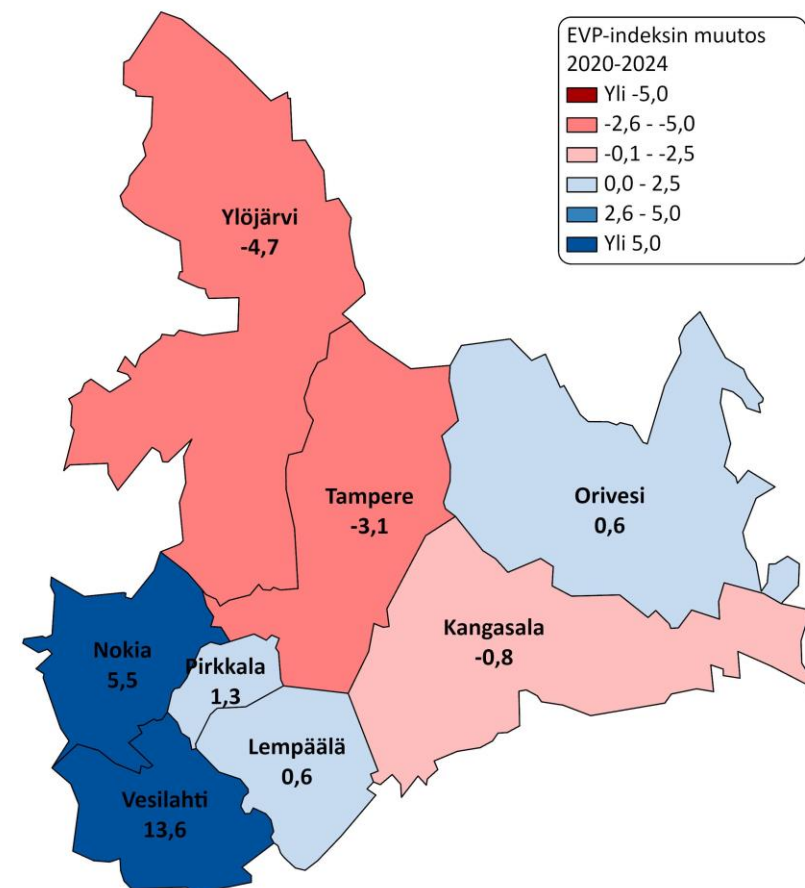 EVP-indeksin muutos
2020-2024
Yli -5,0
-2,6 - -5,0
-0,1 - -2,5
0,0 - 2,5
2,6 - 5,0
Yli 5,0
Ylöjärvi
-4,7
Tampere
-3,1
Orivesi
0,6
Kangasala
-0,8
Nokia
5,5
Pirkkala
1,3
Lempäälä
0,6
Vesilahti
13,6